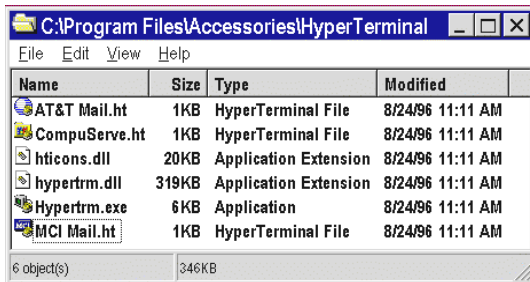 C:\Program Files\Accessories\HyperTerminal
File Edit View Help
Name Size Type Modified
AT&T Mail.ht 1KB HyperTerminal File 8/24/96 11:11 AM
CompuServe.ht 1KB HyperTerminal File 8/24/96 11:11 AM
hticons.dll 20KB Application Extension 8/24/96 11:11 AM
hypertrm.dll 319KB Application Extension 8/24/96 11:11 AM
Hypertrm.exe 6KB Application 8/24/96 11:11 AM
MCI Mail.ht 1KB HyperTerminal File 8/24/96 11:11 AM
6 object(s) 346KB